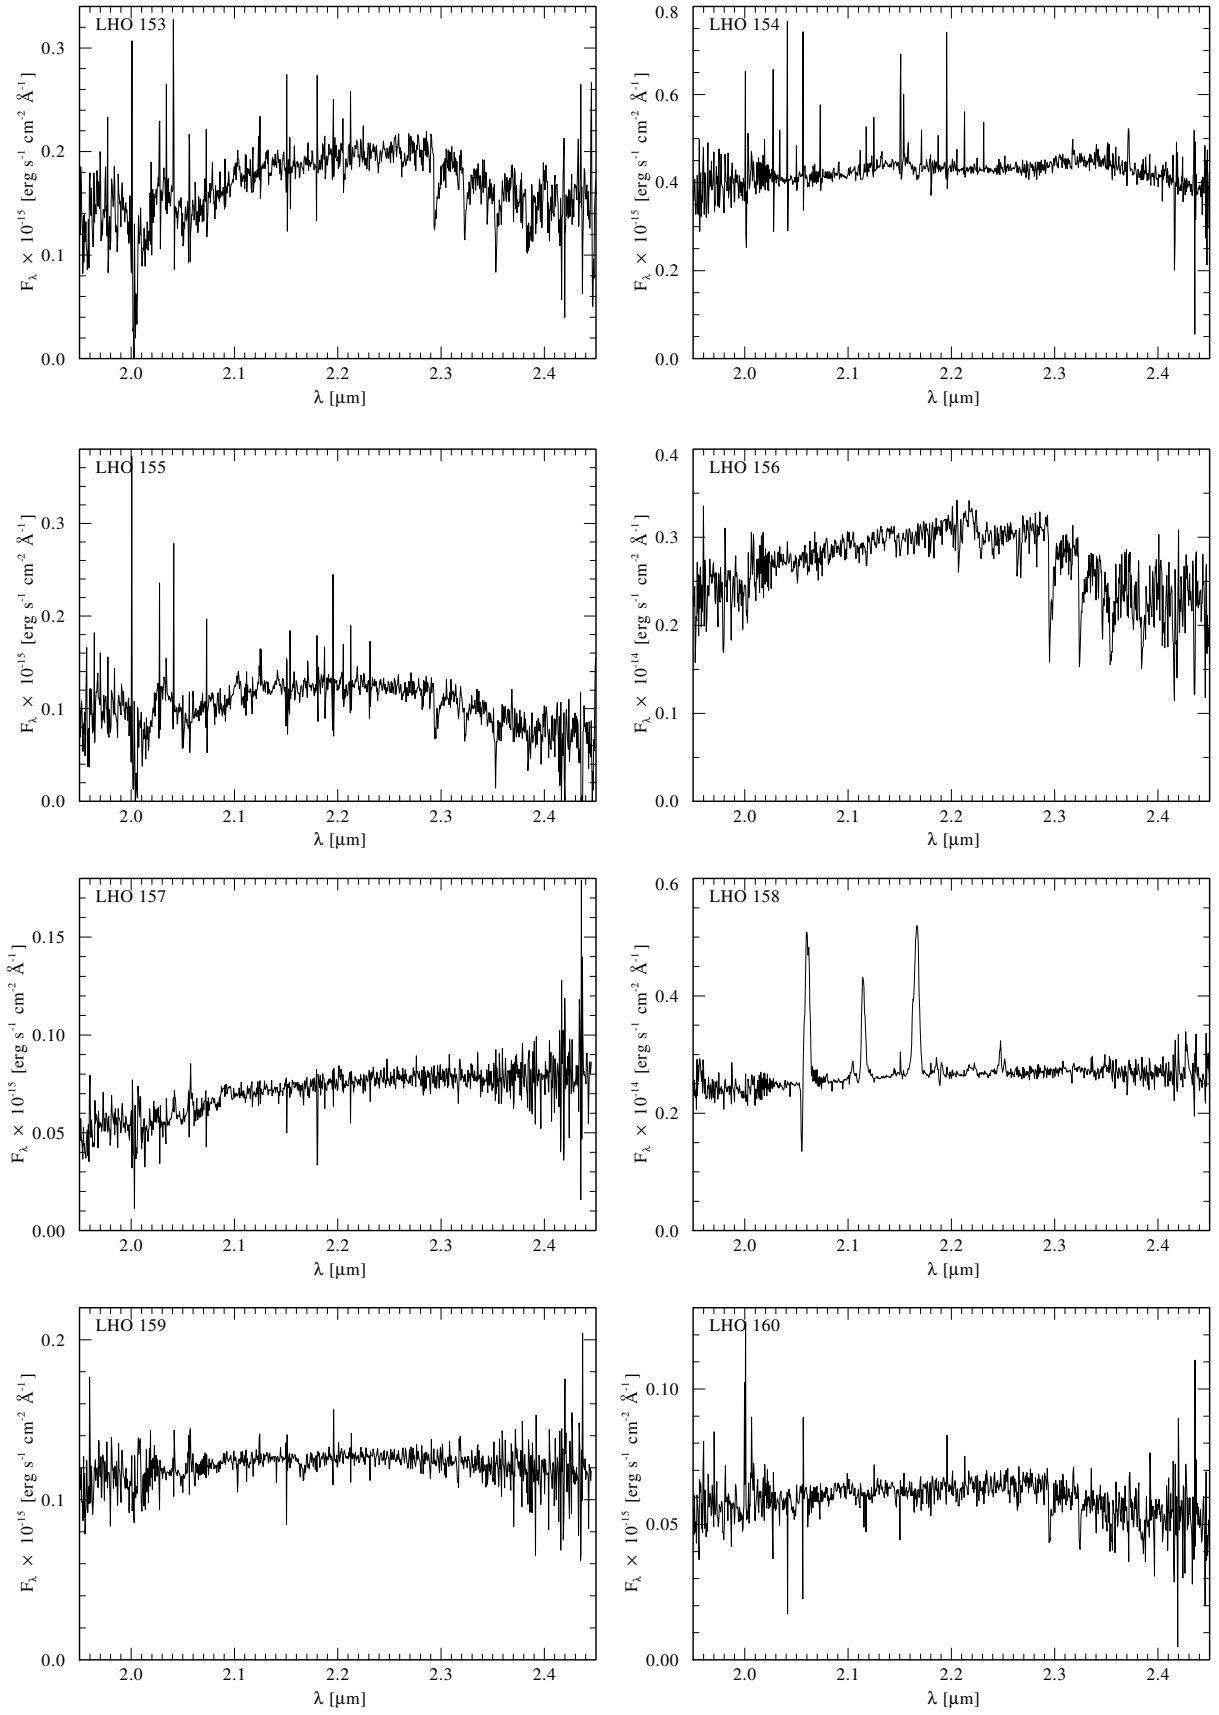 LHO 153
0.3
0.2
0.1
0.0
F_λ × 10⁻¹⁵ [erg s⁻¹ cm⁻² Å⁻¹]
2.0 2.1 2.2 2.3 2.4
λ [μm]
LHO 154
0.8
0.6
0.4
0.2
0.0
F_λ × 10⁻¹⁵ [erg s⁻¹ cm⁻² Å⁻¹]
2.0 2.1 2.2 2.3 2.4
λ [μm]
LHO 155
0.3
0.2
0.1
0.0
F_λ × 10⁻¹⁵ [erg s⁻¹ cm⁻² Å⁻¹]
2.0 2.1 2.2 2.3 2.4
λ [μm]
LHO 156
0.4
0.3
0.2
0.1
0.0
F_λ × 10⁻¹⁴ [erg s⁻¹ cm⁻² Å⁻¹]
2.0 2.1 2.2 2.3 2.4
λ [μm]
LHO 157
0.15
0.10
0.05
0.00
F_λ × 10⁻¹⁵ [erg s⁻¹ cm⁻² Å⁻¹]
2.0 2.1 2.2 2.3 2.4
λ [μm]
LHO 158
0.6
0.4
0.2
0.0
F_λ × 10⁻¹⁴ [erg s⁻¹ cm⁻² Å⁻¹]
2.0 2.1 2.2 2.3 2.4
λ [μm]
LHO 159
0.2
0.1
0.0
F_λ × 10⁻¹⁵ [erg s⁻¹ cm⁻² Å⁻¹]
2.0 2.1 2.2 2.3 2.4
λ [μm]
LHO 160
0.10
0.05
0.00
F_λ × 10⁻¹⁵ [erg s⁻¹ cm⁻² Å⁻¹]
2.0 2.1 2.2 2.3 2.4
λ [μm]